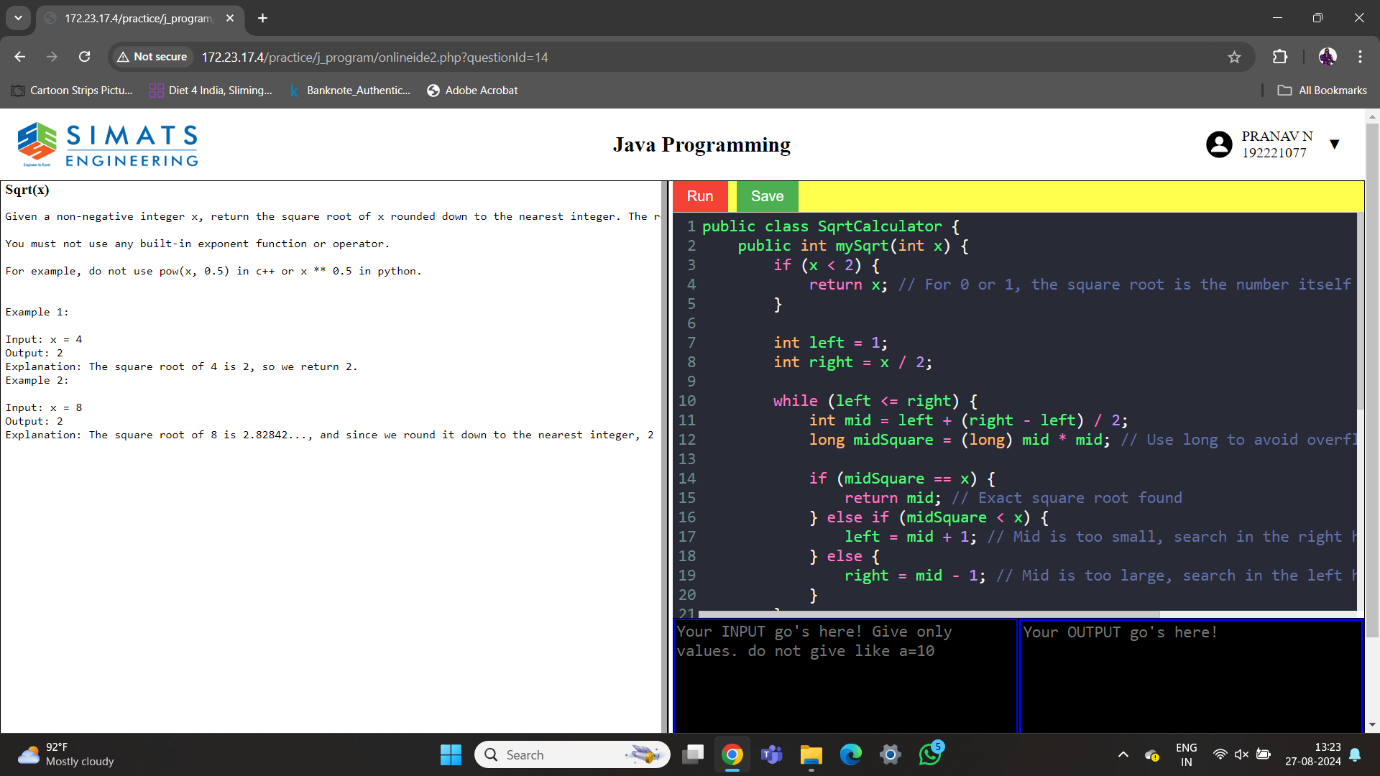 172.23.17.4/practice/j_program
Not secure
172.23.17.4/practice/j_program/onlineide2.php?questionId=14
Cartoon Strips Pictu...
Diet 4 India, Sliming...
Banknote_Authentic...
Adobe Acrobat
All Bookmarks
SIMATS
ENGINEERING
Engineer to Excel
Java Programming
PRANAV N
192221077
Sqrt(x)
Given a non-negative integer x, return the square root of x rounded down to the nearest integer. The r
You must not use any built-in exponent function or operator.
For example, do not use pow(x, 0.5) in c++ or x ** 0.5 in python.
Example 1:
Input: x = 4
Output: 2
Explanation: The square root of 4 is 2, so we return 2.
Example 2:
Input: x = 8
Output: 2
Explanation: The square root of 8 is 2.82842..., and since we round it down to the nearest integer, 2
Run
Save
1 public class SqrtCalculator {
2 public int mySqrt(int x) {
3 if (x < 2) {
4 return x; // For 0 or 1, the square root is the number itself
5 }
6
7 int left = 1;
8 int right = x / 2;
9
10 while (left <= right) {
11 int mid = left + (right - left) / 2;
12 long midSquare = (long) mid * mid; // Use long to avoid overfl
13
14 if (midSquare == x) {
15 return mid; // Exact square root found
16 } else if (midSquare < x) {
17 left = mid + 1; // Mid is too small, search in the right h
18 } else {
19 right = mid - 1; // Mid is too large, search in the left h
20 }
21 }
Your INPUT go's here! Give only
values. do not give like a=10
Your OUTPUT go's here!
92°F
Mostly cloudy
Search
5
ENG
IN
13:23
27-08-2024